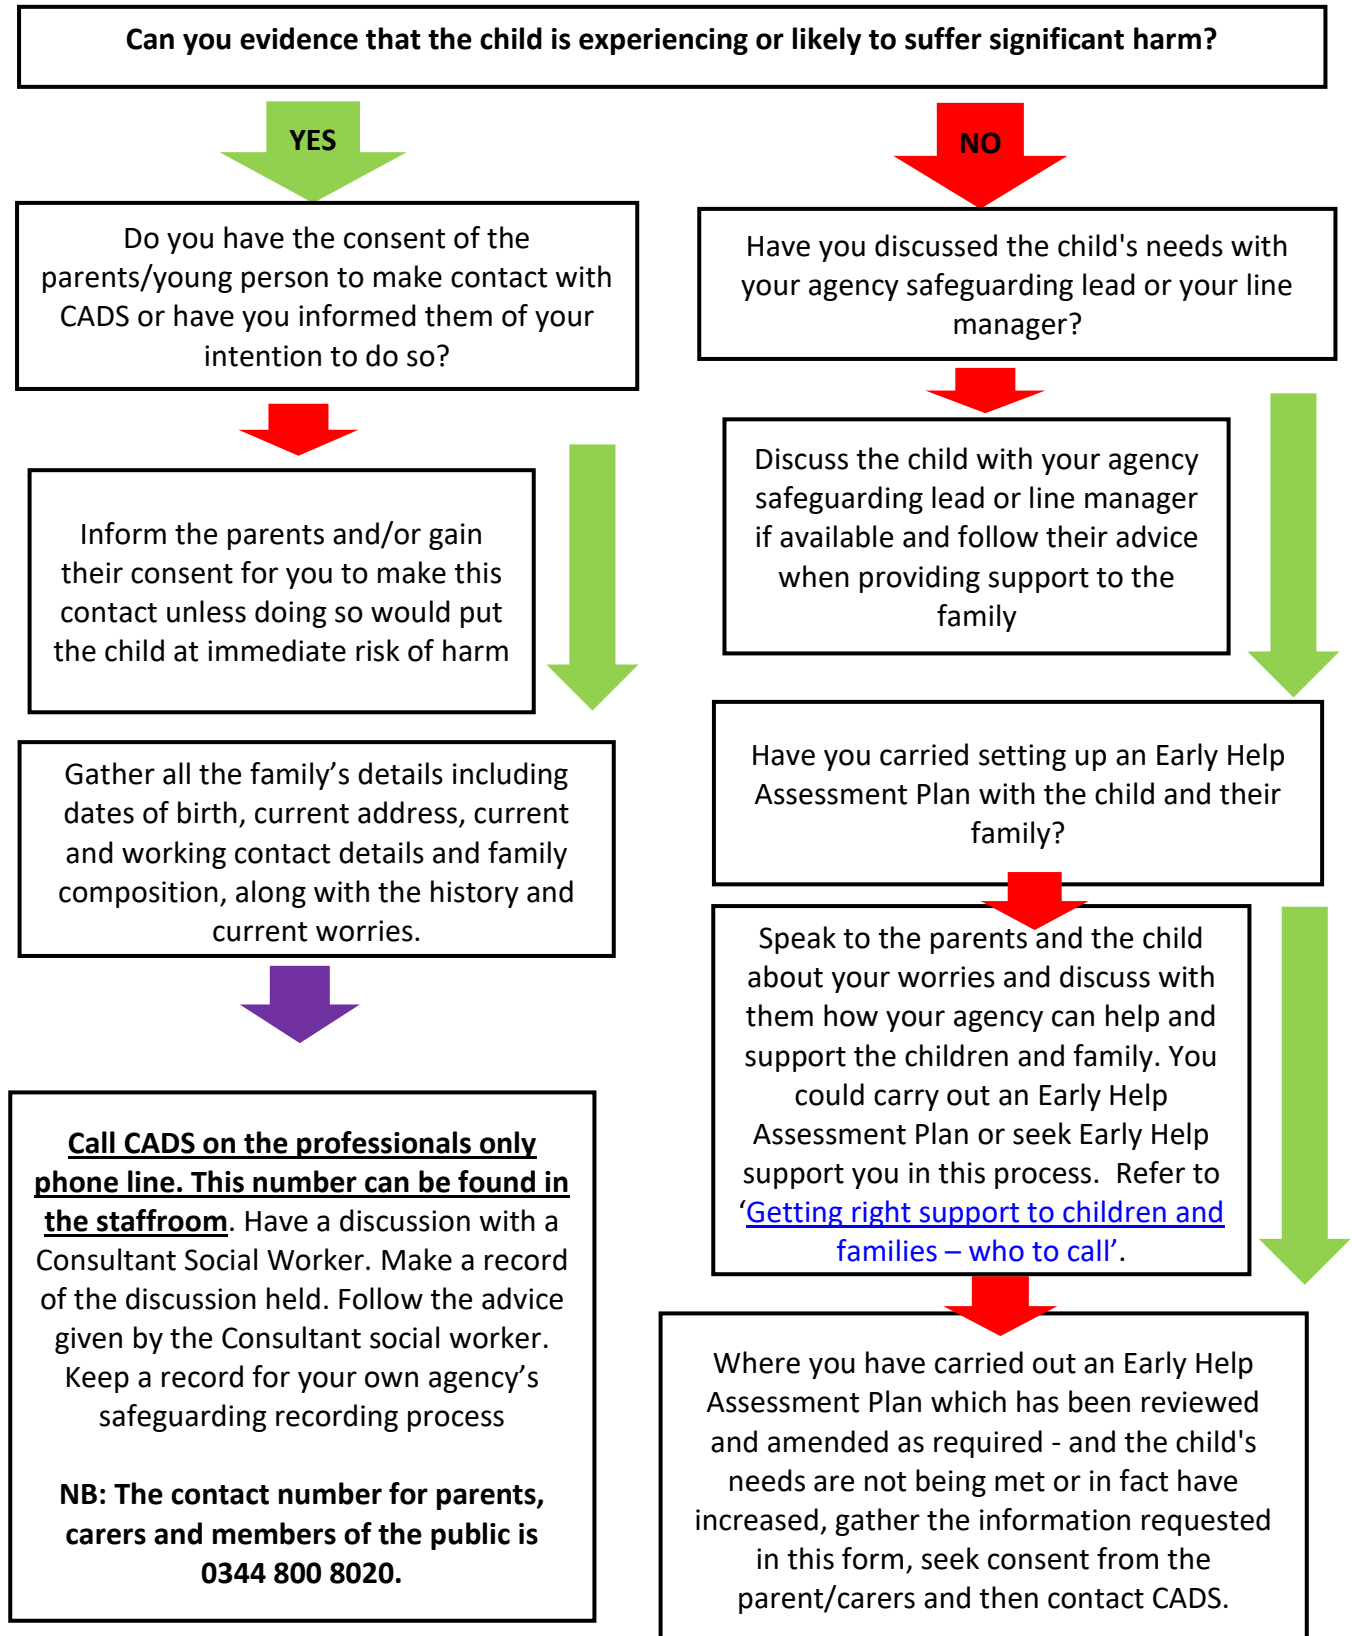 Can you evidence that the child is experiencing or likely to suffer significant harm?
YES
Do you have the consent of the
parents/young person to make contact with
CADS or have you informed them of your
intention to do so?
Inform the parents and/or gain
their consent for you to make this
contact unless doing so would put
the child at immediate risk of harm
Gather all the family’s details including
dates of birth, current address, current
and working contact details and family
composition, along with the history and
current worries.
Call CADS on the professionals only
phone line. This number can be found in
the staffroom. Have a discussion with a
Consultant Social Worker. Make a record
of the discussion held. Follow the advice
given by the Consultant social worker.
Keep a record for your own agency’s
safeguarding recording process
NB: The contact number for parents,
carers and members of the public is
0344 800 8020.
NO
Have you discussed the child's needs with
your agency safeguarding lead or your line
manager?
Discuss the child with your agency
safeguarding lead or line manager
if available and follow their advice
when providing support to the
family
Have you carried setting up an Early Help
Assessment Plan with the child and their
family?
Speak to the parents and the child
about your worries and discuss with
them how your agency can help and
support the children and family. You
could carry out an Early Help
Assessment Plan or seek Early Help
support you in this process.  Refer to
‘Getting right support to children and
families – who to call’.
Where you have carried out an Early Help
Assessment Plan which has been reviewed
and amended as required - and the child's
needs are not being met or in fact have
increased, gather the information requested
in this form, seek consent from the
parent/carers and then contact CADS.